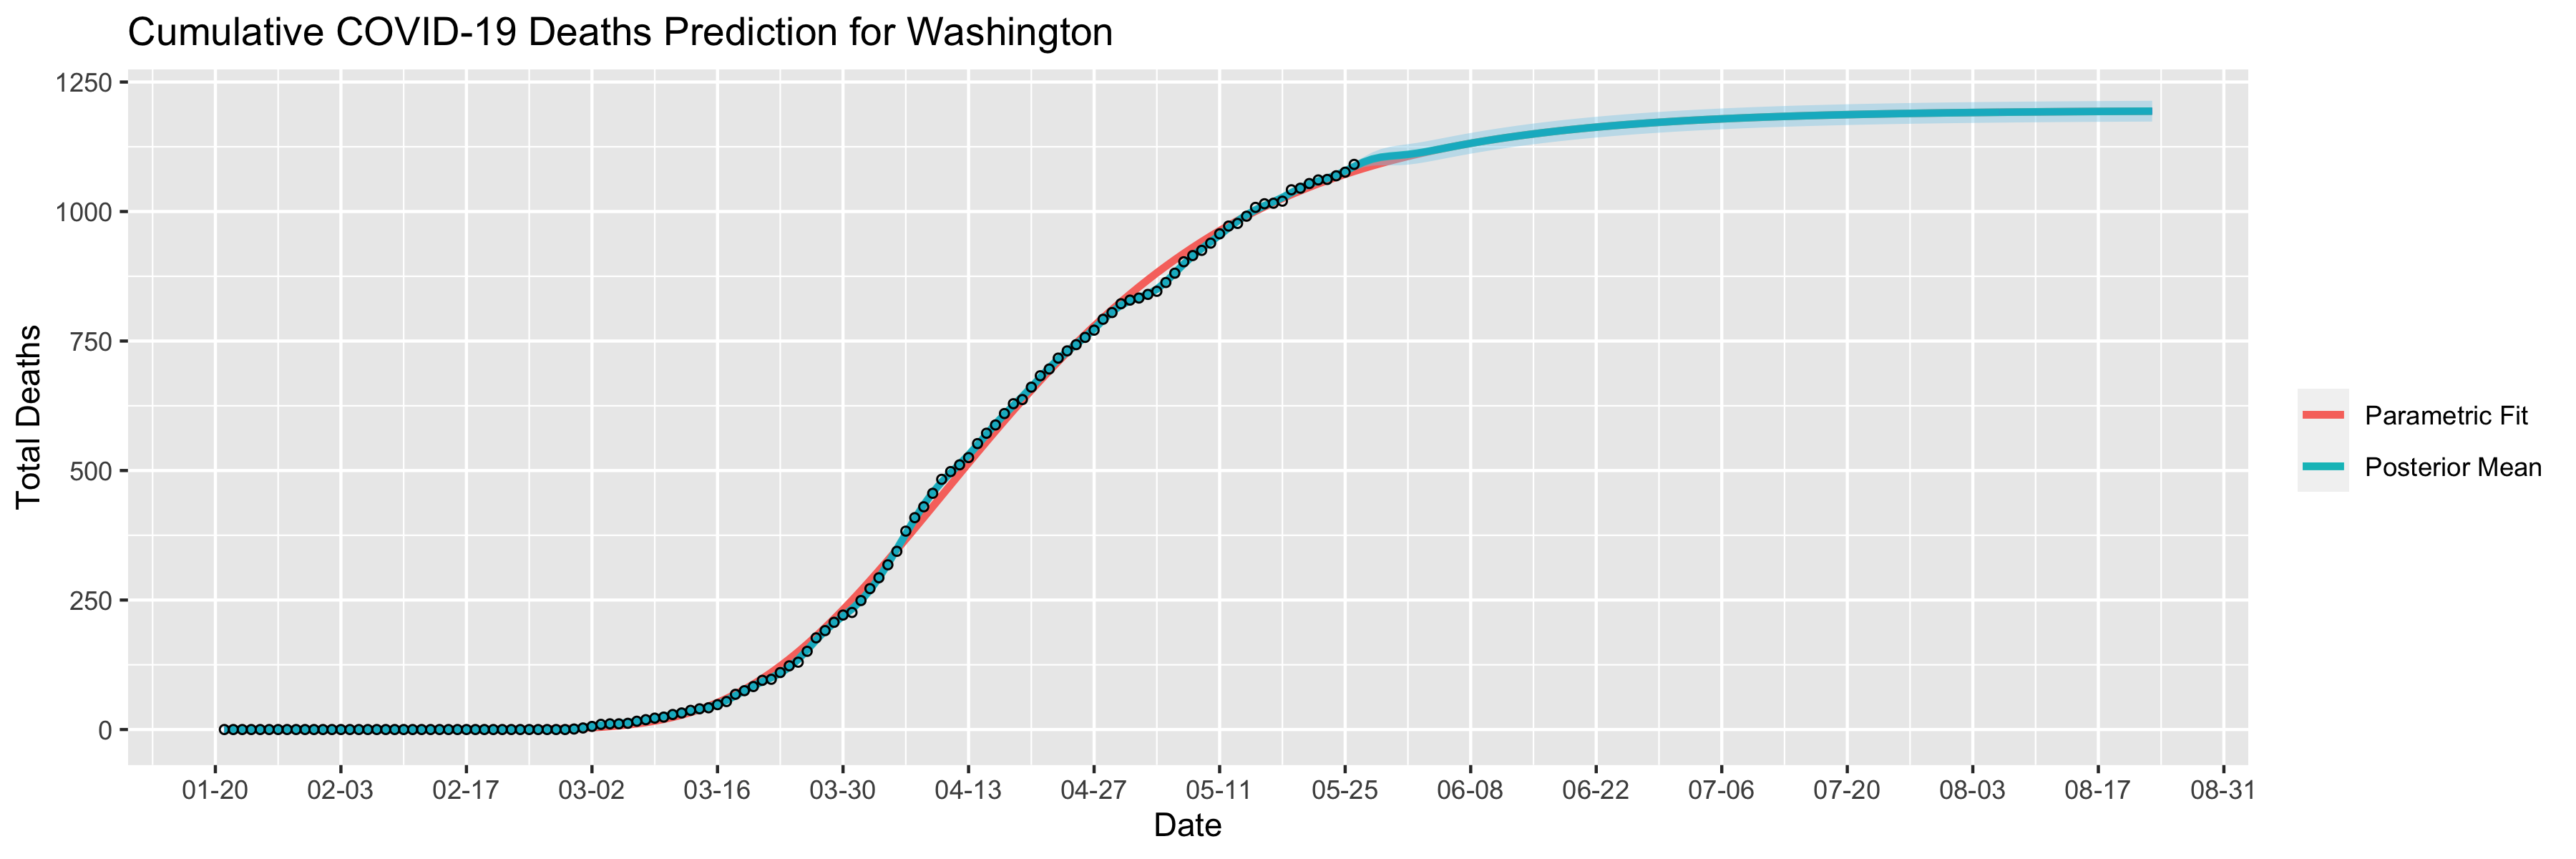 Cumulative COVID-19 Deaths Prediction for Washington
1250
1000
750
500
250
0
Total Deaths
01-20 02-03 02-17 03-02 03-16 03-30 04-13 04-27 05-11 05-25 06-08 06-22 07-06 07-20 08-03 08-17 08-31
Date
Parametric Fit
Posterior Mean